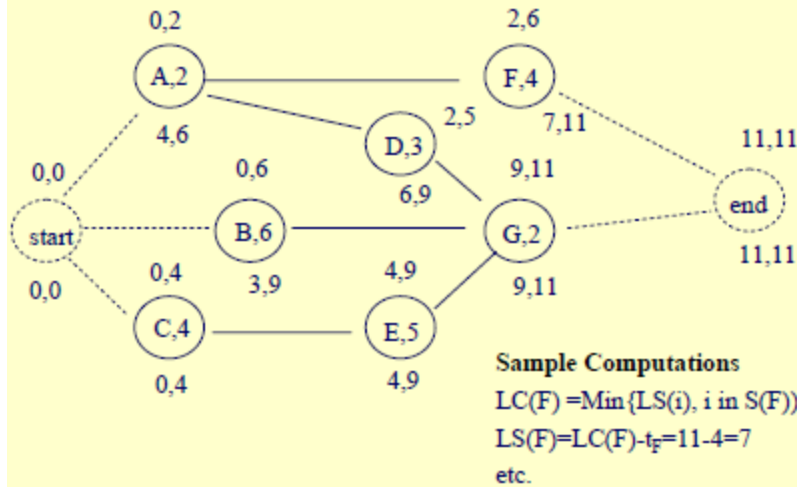 0,2
2,6
A,2
F,4
4,6
2,5
7,11
D,3
11,11
0,0
0,6
6,9
9,11
start
B,6
G,2
end
0,0
0,4
3,9
4,9
9,11
11,11
C,4
E,5
0,4
4,9
Sample Computations
LC(F) =Min{LS(i), i in S(F)}
LS(F)=LC(F)-tF=11-4=7
etc.